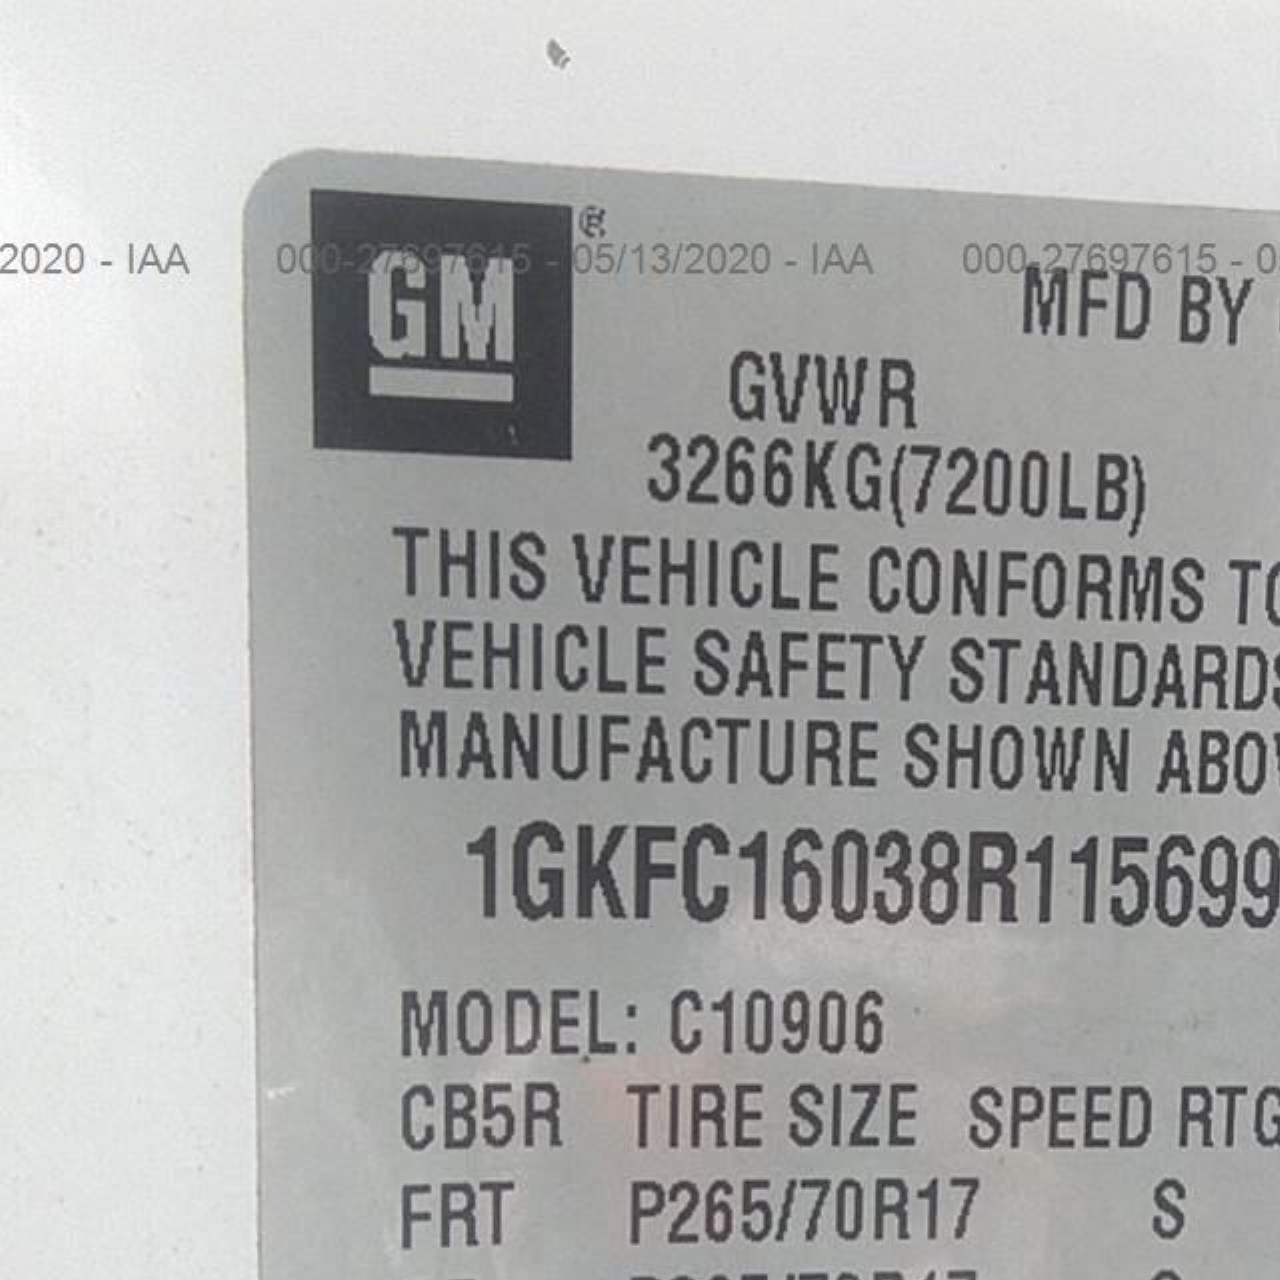 2020 - IAA 000-27697615 - 05/13/2020 - IAA 000-27697615 - 0
GM ®
MFD BY
GVWR
3266KG(7200LB)
THIS VEHICLE CONFORMS TO
VEHICLE SAFETY STANDARDS
MANUFACTURE SHOWN ABOV
1GKFC16038R115699
MODEL: C10906
CB5R TIRE SIZE SPEED RTG
FRT P265/70R17 S